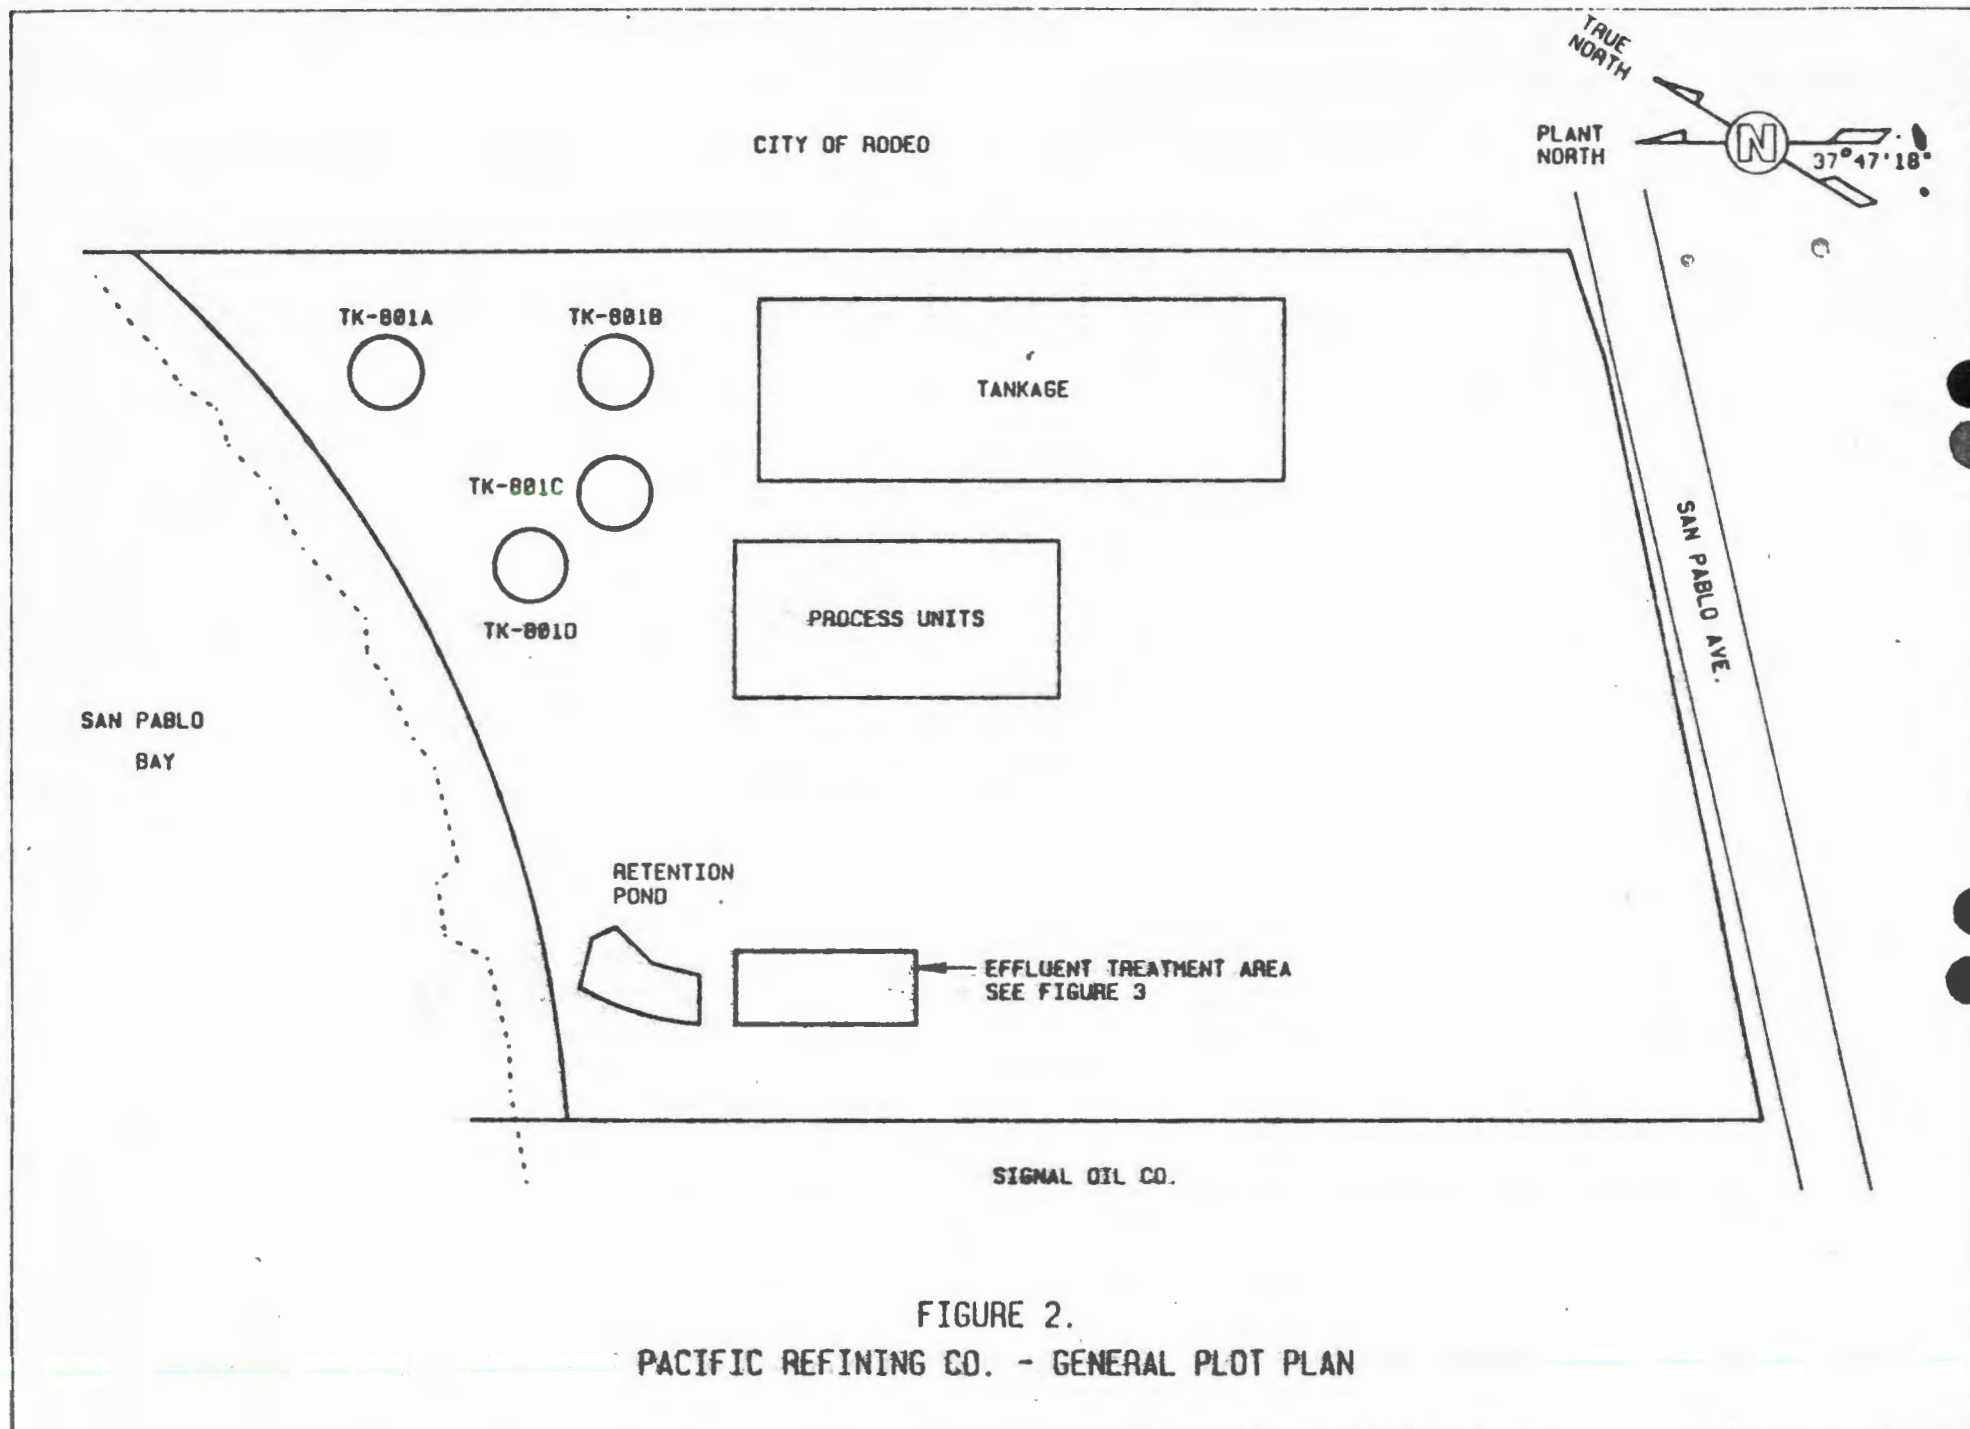 TRUE
NORTH
CITY OF RODEO
PLANT
NORTH
N
37°47'18"
TK-801A
TK-801B
TANKAGE
TK-801C
SAN PABLO AVE.
PROCESS UNITS
TK-801D
SAN PABLO
BAY
RETENTION
POND
EFFLUENT TREATMENT AREA
SEE FIGURE 3
SIGNAL OIL CO.
FIGURE 2.
PACIFIC REFINING CO. - GENERAL PLOT PLAN